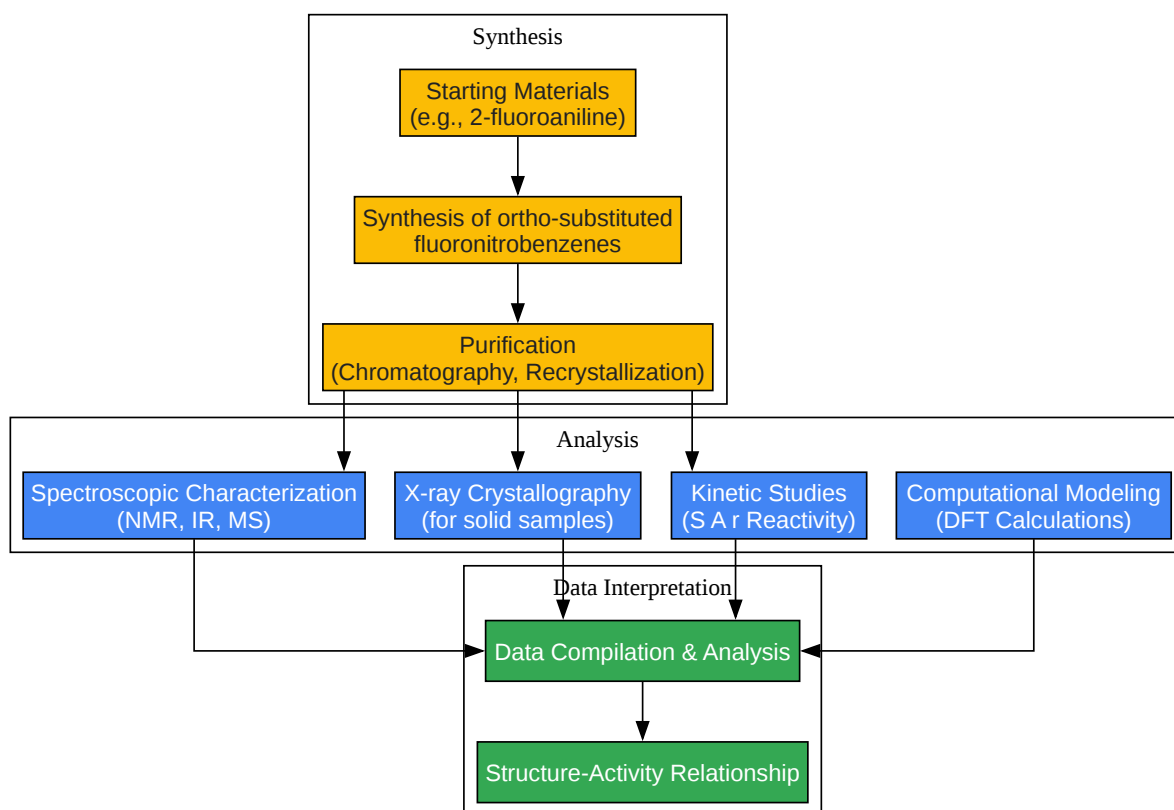 Synthesis
Starting Materials
(e.g., 2-fluoroaniline)
Synthesis of ortho-substituted
fluoronitrobenzenes
Purification
(Chromatography, Recrystallization)
Analysis
Spectroscopic Characterization
(NMR, IR, MS)
X-ray Crystallography
(for solid samples)
Kinetic Studies
(S A r Reactivity)
Computational Modeling
(DFT Calculations)
Data Interpretation
Data Compilation & Analysis
Structure-Activity Relationship